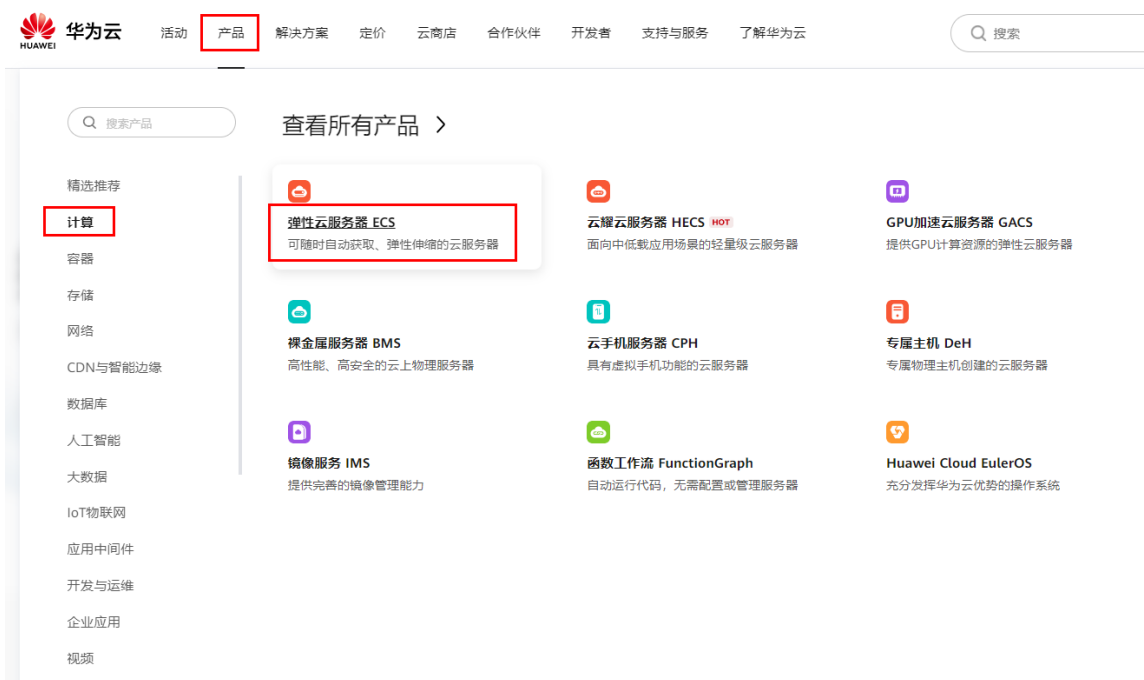 HUAWEI
华为云
活动
产品
解决方案
定价
云商店
合作伙伴
开发者
支持与服务
了解华为云
搜索
搜索产品
精选推荐
计算
容器
存储
网络
CDN与智能边缘
数据库
人工智能
大数据
IoT物联网
应用中间件
开发与运维
企业应用
视频
查看所有产品
弹性云服务器 ECS
可随时自动获取、弹性伸缩的云服务器
云耀云服务器 HECS HOT
面向中低载应用场景的轻量级云服务器
GPU加速云服务器 GACS
提供GPU计算资源的弹性云服务器
裸金属服务器 BMS
高性能、高安全的云上物理服务器
云手机服务器 CPH
具有虚拟手机功能的云服务器
专属主机 DeH
专属物理主机创建的云服务器
镜像服务 IMS
提供完善的镜像管理能力
函数工作流 FunctionGraph
自动运行代码，无需配置或管理服务器
Huawei Cloud EulerOS
充分发挥华为云优势的操作系统